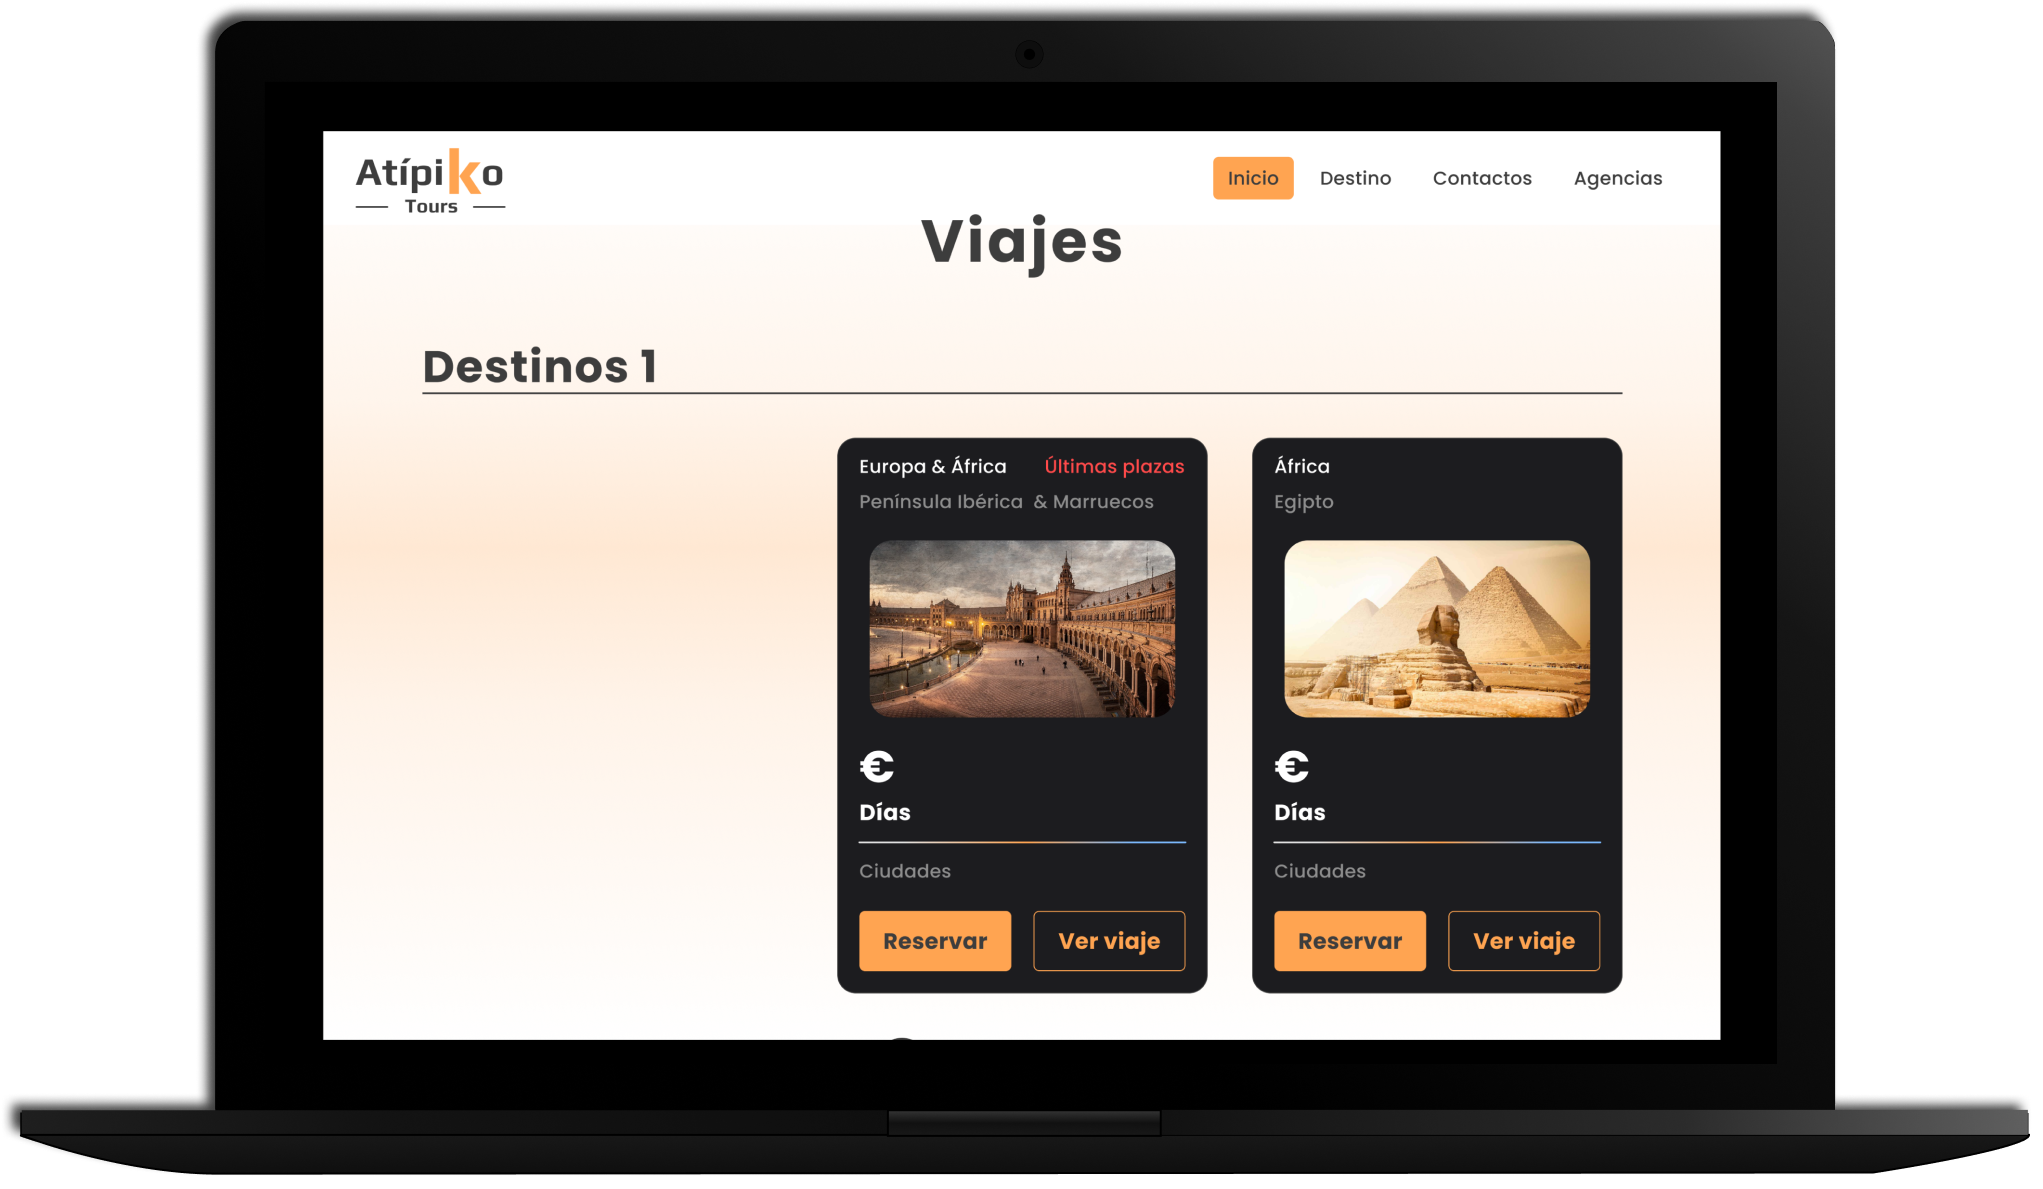 Atípiko
Tours
Inicio
Destino
Contactos
Agencias
Viajes
Destinos 1
Europa & África
Últimas plazas
Península Ibérica & Marruecos
€
Días
Ciudades
Reservar
Ver viaje
África
Egipto
€
Días
Ciudades
Reservar
Ver viaje